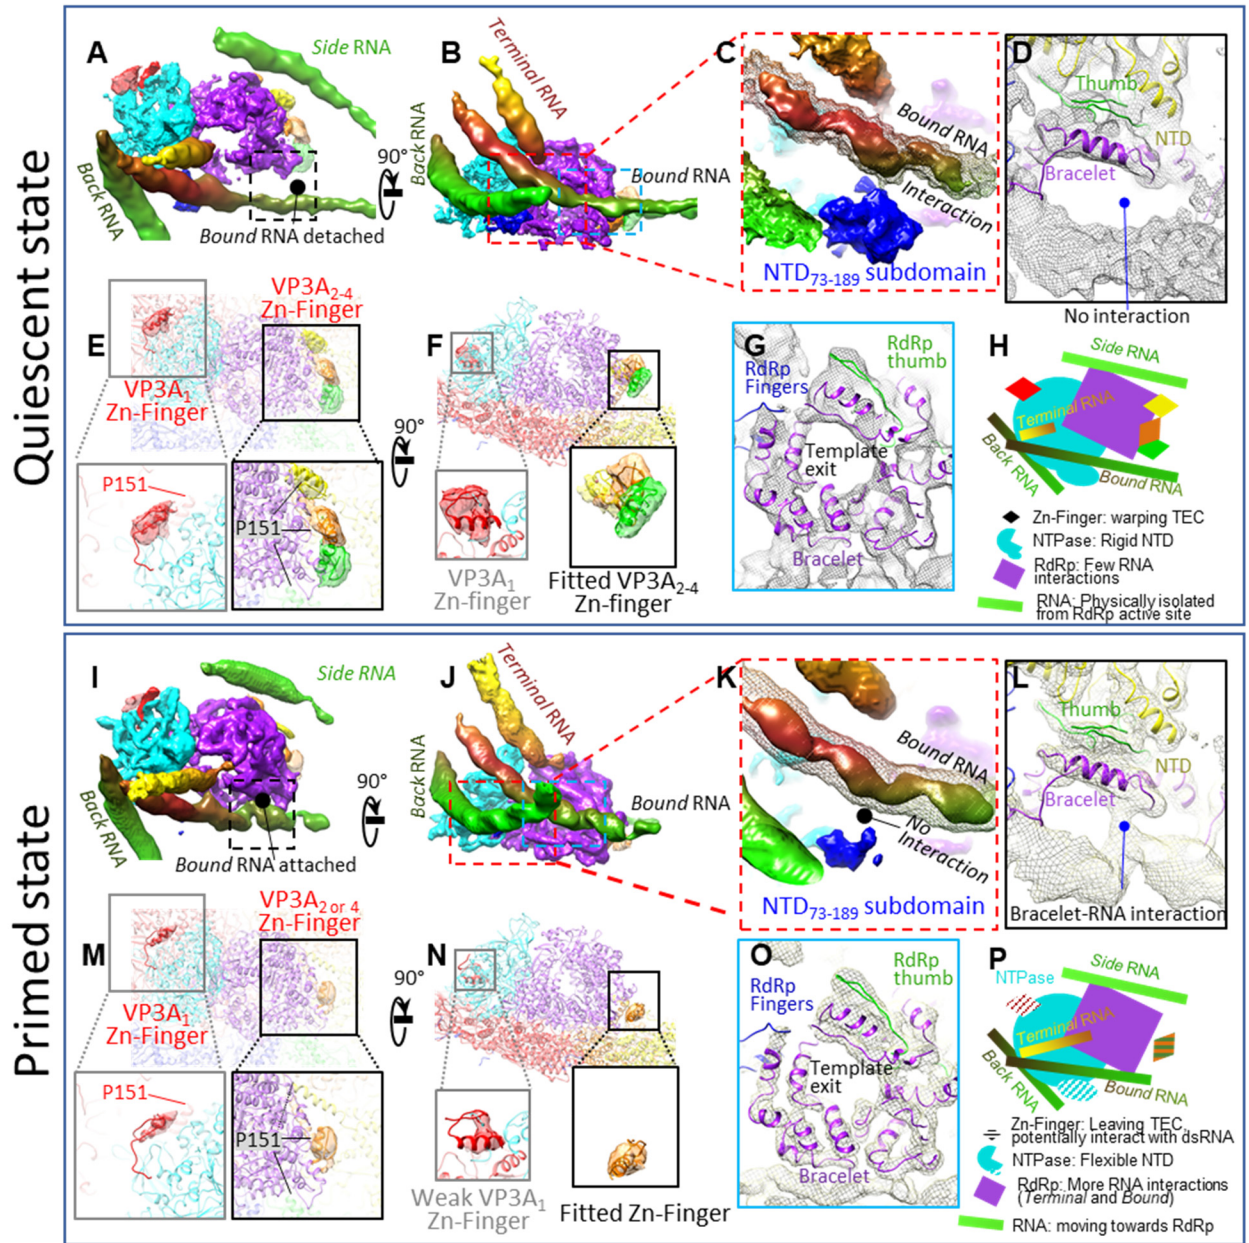 Quiescent state
A
Side RNA
Back RNA
90°
Bound RNA detached
B
Terminal RNA
Back RNA
Bound RNA
C
Bound RNA
Interaction
NTD73-189 subdomain
D
Thumb
NTD
Bracelet
No interaction
E
VP3A2-4
Zn-Finger
VP3A1
Zn-Finger
90°
P151
P151
F
VP3A1
Zn-finger
Fitted VP3A2-4
Zn-finger
G
RdRp
thumb
RdRp
Fingers
Template
exit
Bracelet
H
Side RNA
Terminal RNA
Back RNA
Bound RNA
Zn-Finger: warping TEC
NTPase: Rigid NTD
RdRp: Few RNA
interactions
RNA: Physically isolated
from RdRp active site
Primed state
I
Side RNA
Back RNA
90°
Bound RNA attached
J
Terminal RNA
Back RNA
Bound RNA
K
Bound RNA
No
Interaction
NTD73-189 subdomain
L
Thumb
NTD
Bracelet
Bracelet-RNA interaction
M
VP3A2 or 4
Zn-Finger
VP3A1
Zn-Finger
90°
P151
P151
N
Weak VP3A1
Zn-Finger
Fitted Zn-Finger
O
RdRp
thumb
RdRp
Fingers
Template
exit
Bracelet
P
NTPase
Side RNA
Terminal RNA
Back RNA
Bound RNA
Zn-Finger: Leaving TEC,
potentially interact with dsRNA
NTPase: Flexible NTD
RdRp: More RNA interactions
(Terminal and Bound)
RNA: moving towards RdRp